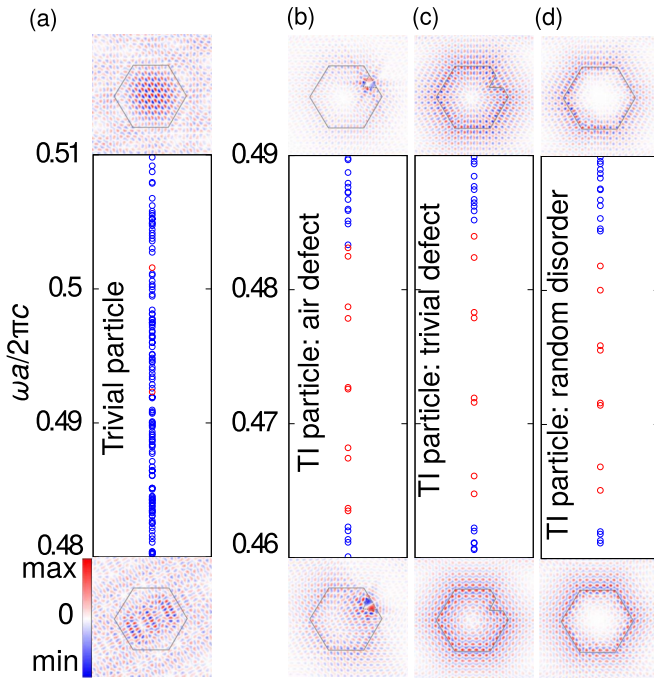 (a)
(b)
(c)
(d)
0.51
0.5
0.49
0.48
ωa/2πc
Trivial particle
0.49
0.48
0.47
0.46
TI particle: air defect
TI particle: trivial defect
TI particle: random disorder
max
0
min